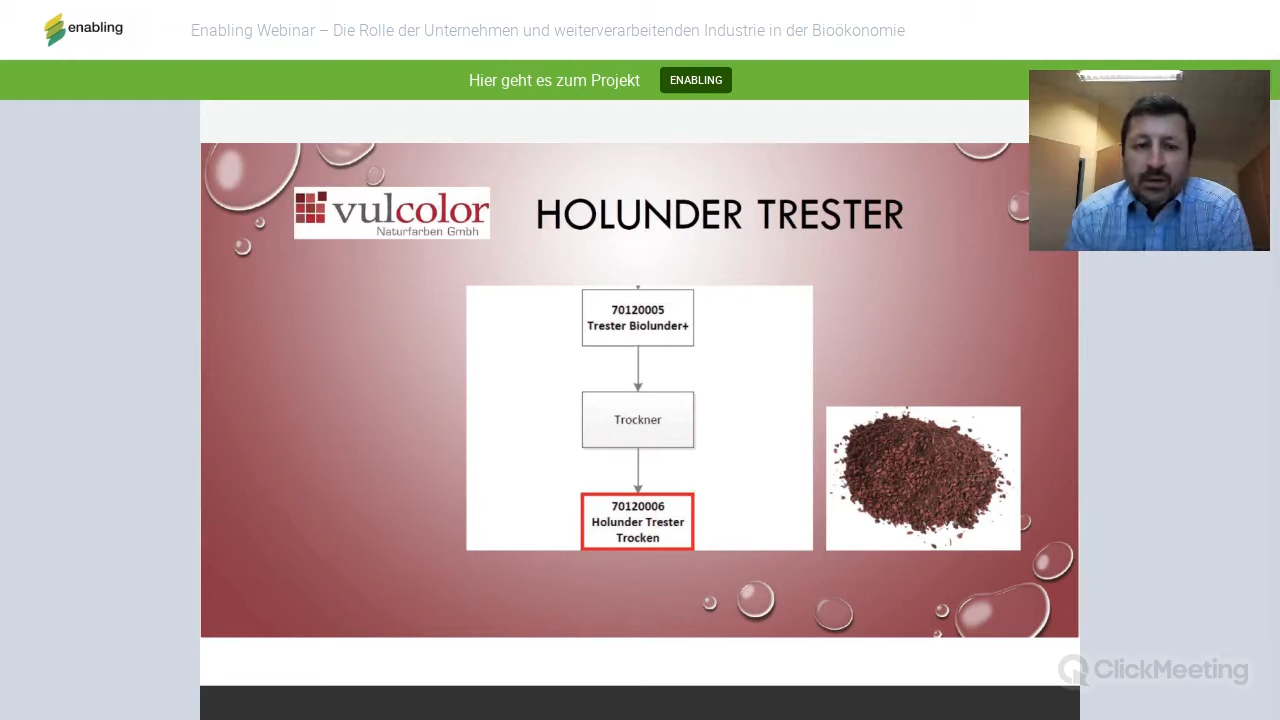 enabling
Enabling Webinar – Die Rolle der Unternehmen und weiterverarbeitenden Industrie in der Bioökonomie
Hier geht es zum Projekt
ENABLING
vulcolor
Naturfarben Gmbh
HOLUNDER TRESTER
70120005
Trester Biolunder+
Trockner
70120006
Holunder Trester
Trocken
ClickMeeting